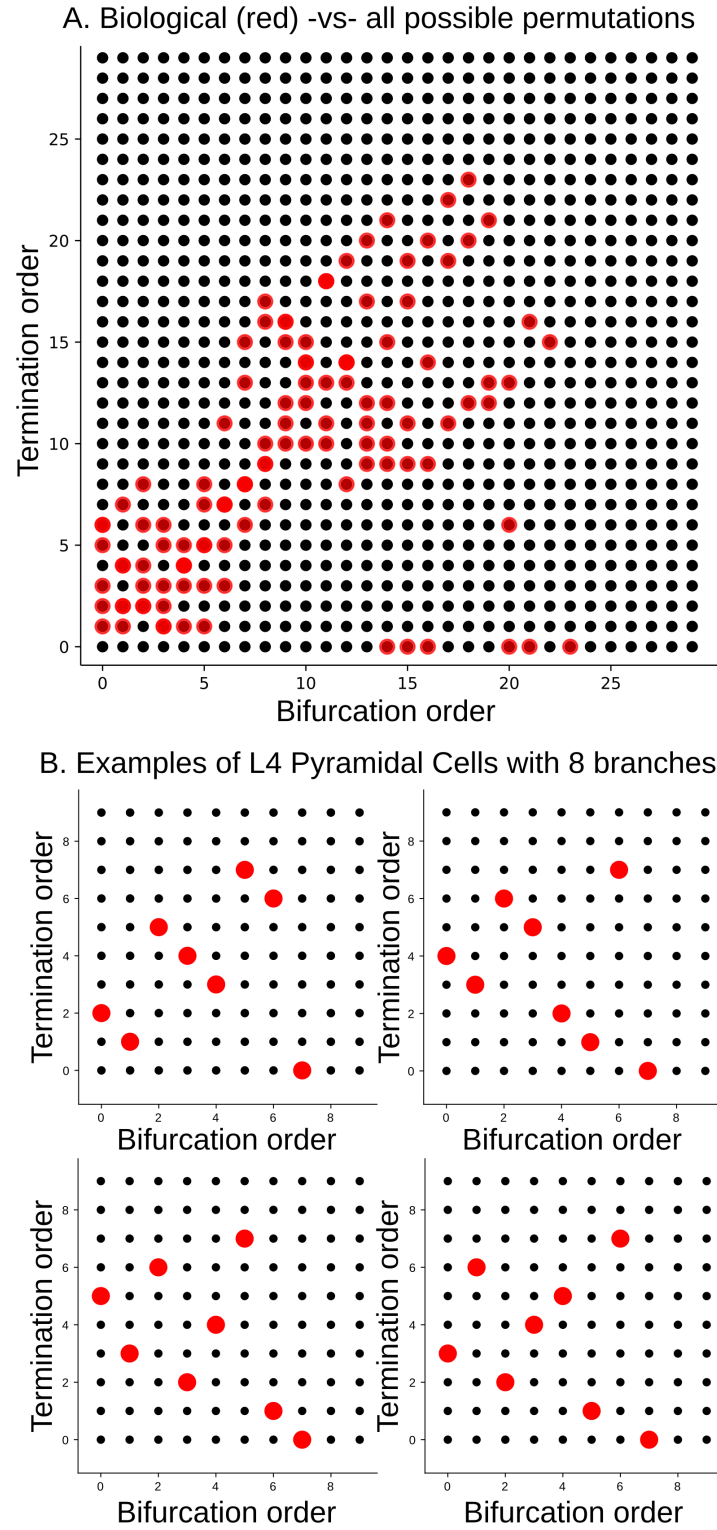 A. Biological (red) -vs- all possible permutations
Termination order
25
20
15
10
5
0
0 5 10 15 20 25
Bifurcation order
B. Examples of L4 Pyramidal Cells with 8 branches
Termination order
8
6
4
2
0
0 2 4 6 8
Bifurcation order
Termination order
8
6
4
2
0
0 2 4 6 8
Bifurcation order
Termination order
8
6
4
2
0
0 2 4 6 8
Bifurcation order
Termination order
8
6
4
2
0
0 2 4 6 8
Bifurcation order